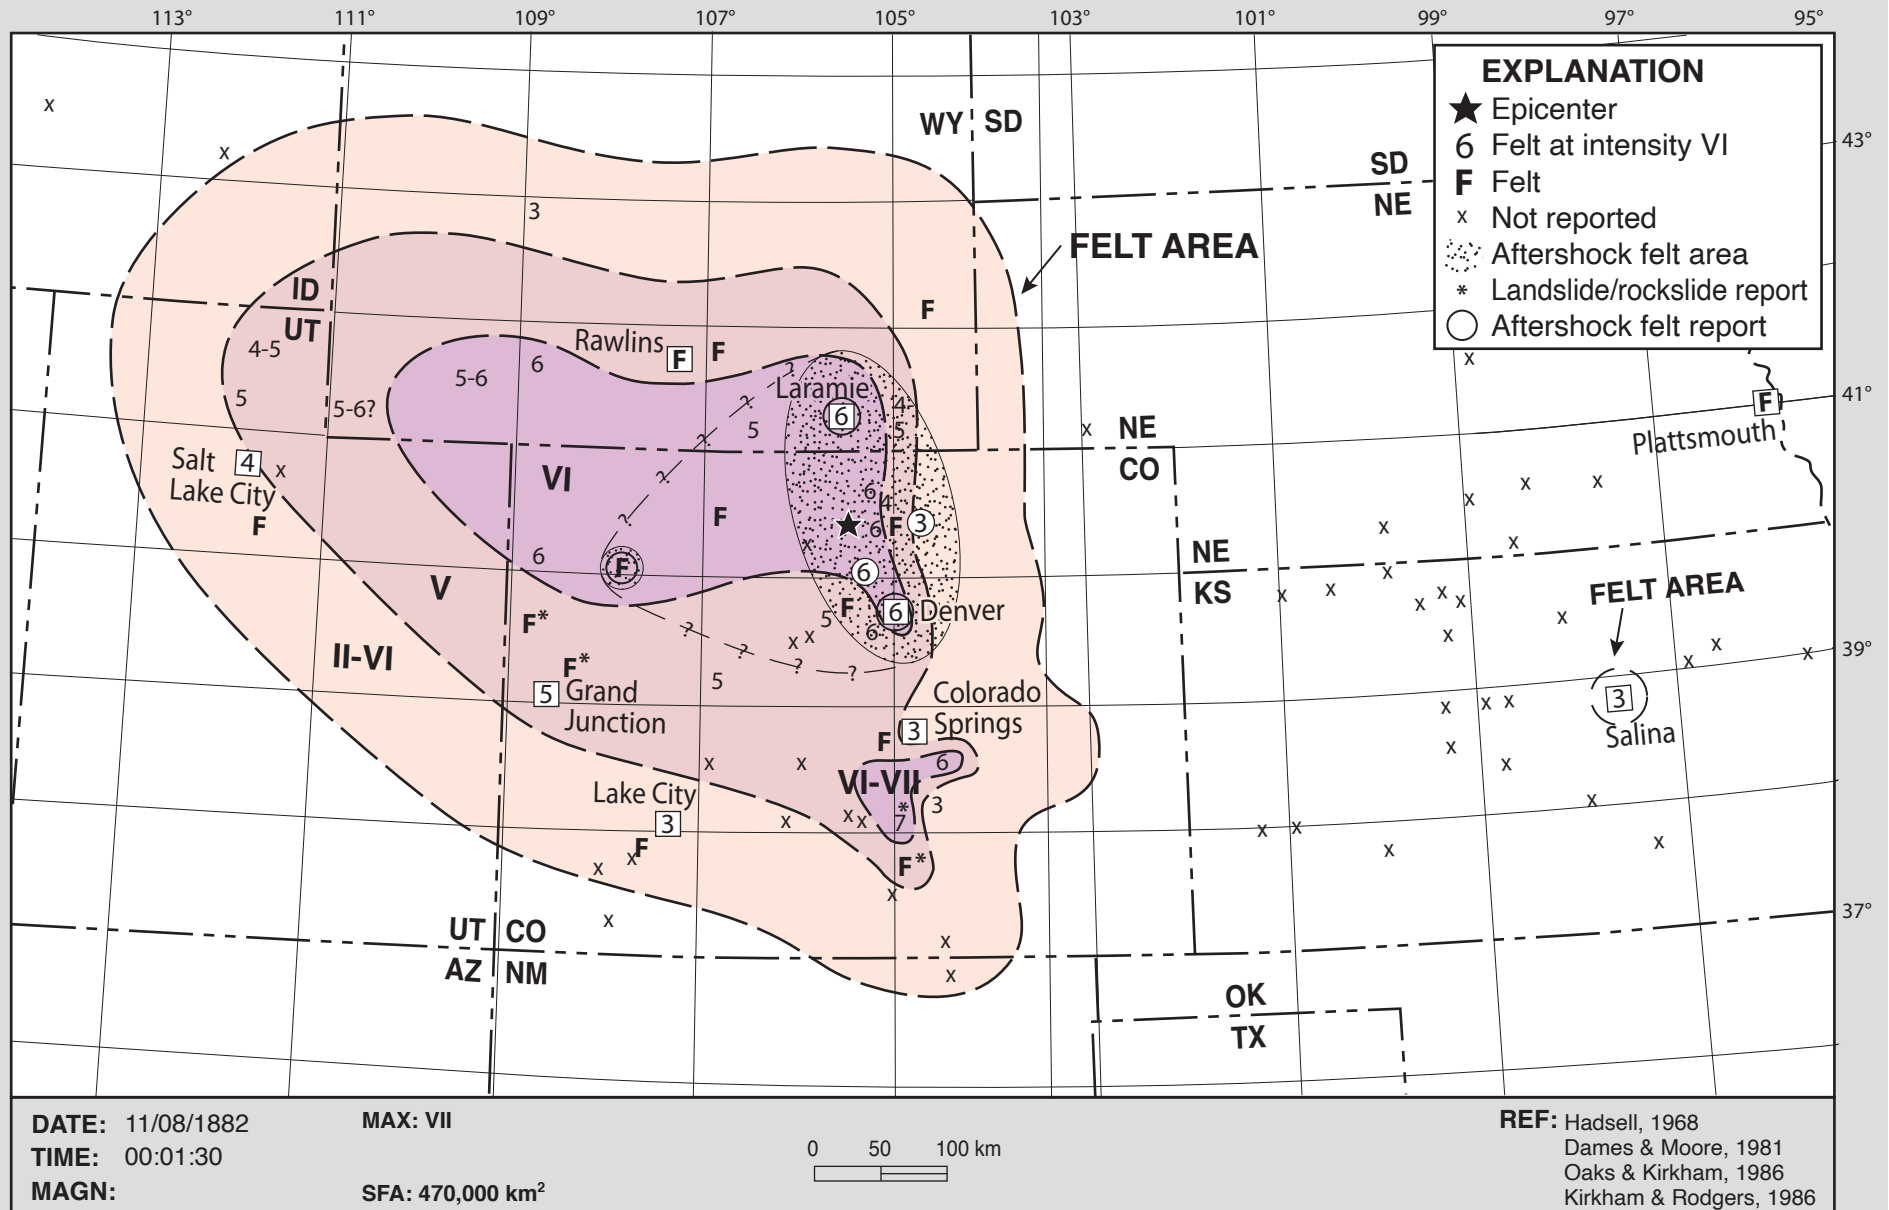 113° 111° 109° 107° 105° 103° 101° 99° 97° 95°
EXPLANATION
Epicenter
6 Felt at intensity VI
F Felt
x Not reported
Aftershock felt area
* Landslide/rockslide report
Aftershock felt report
43°
41°
39°
37°
WY SD
SD
NE
FELT AREA
3
F
ID
UT
4-5
5
5-6?
5-6
6
Rawlins F F
Laramie
6
4-
5
5
NE
CO
F
Plattsmouth
Salt
Lake City
4
F
VI
F
6
4
6
F
3
6
6
F
NE
KS
FELT AREA
V
F*
F
5
6
6
Denver
II-VI
F*
5
Grand
Junction
5
Colorado
Springs
3
F
3
Salina
VI-VII
6
*
7
3
Lake City
3
F
F*
UT CO
AZ NM
OK
TX
DATE: 11/08/1882
TIME: 00:01:30
MAGN:
MAX: VII
SFA: 470,000 km2
0 50 100 km
REF: Hadsell, 1968
Dames & Moore, 1981
Oaks & Kirkham, 1986
Kirkham & Rodgers, 1986